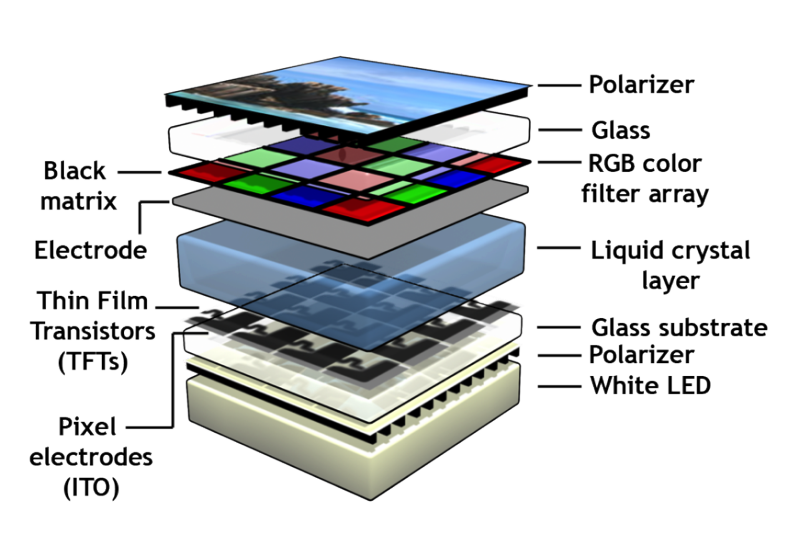 Polarizer
Glass
RGB color
filter array
Black
matrix
Electrode
Liquid crystal
layer
Thin Film
Transistors
(TFTs)
Glass substrate
Polarizer
White LED
Pixel
electrodes
(ITO)